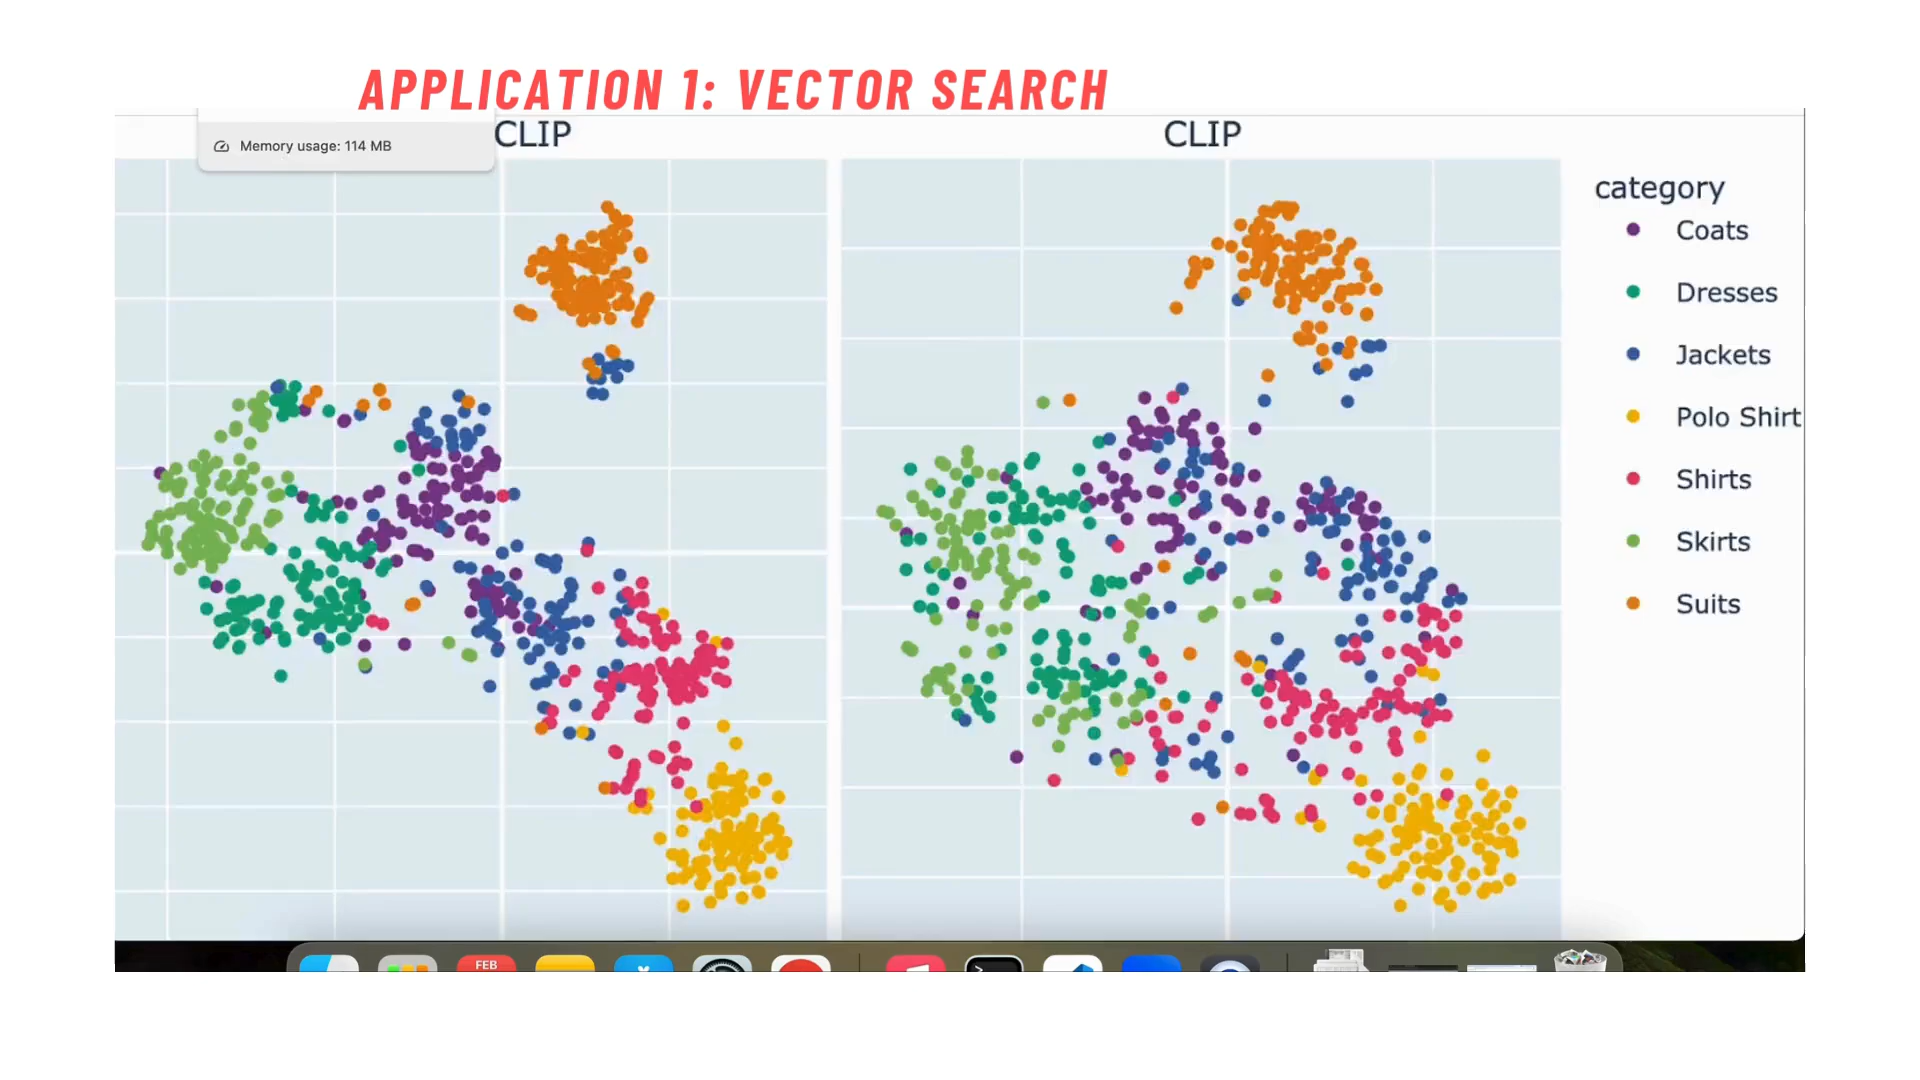 APPLICATION 1: VECTOR SEARCH
Memory usage: 114 MB
CLIP
CLIP
category
Coats
Dresses
Jackets
Polo Shirt
Shirts
Skirts
Suits
FEB